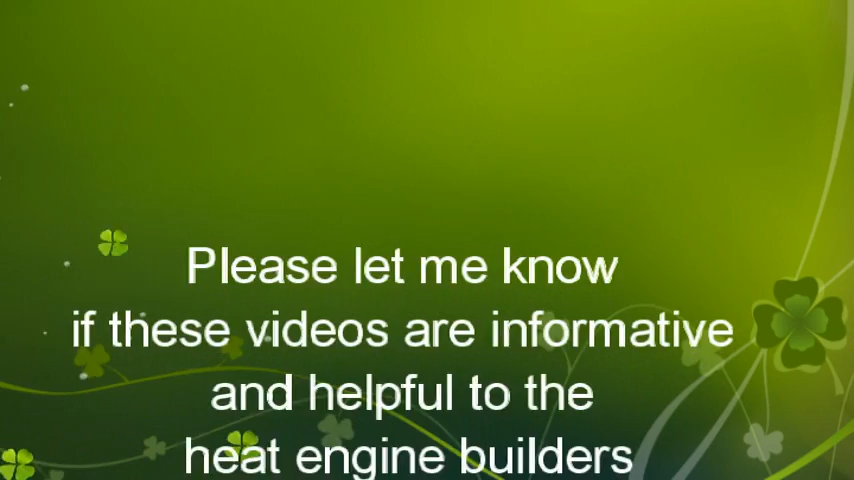 Please let me know
if these videos are informative
and helpful to the
heat engine builders